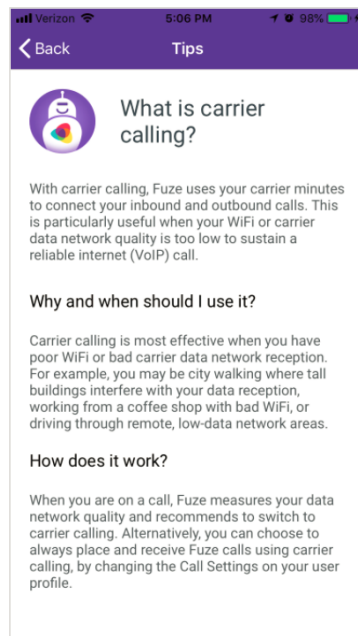 Verizon 5:06 PM 98%
Back Tips
What is carrier
calling?
With carrier calling, Fuze uses your carrier minutes
to connect your inbound and outbound calls. This
is particularly useful when your WiFi or carrier
data network quality is too low to sustain a
reliable internet (VoIP) call.
Why and when should I use it?
Carrier calling is most effective when you have
poor WiFi or bad carrier data network reception.
For example, you may be city walking where tall
buildings interfere with your data reception,
working from a coffee shop with bad WiFi, or
driving through remote, low-data network areas.
How does it work?
When you are on a call, Fuze measures your data
network quality and recommends to switch to
carrier calling. Alternatively, you can choose to
always place and receive Fuze calls using carrier
calling, by changing the Call Settings on your user
profile.